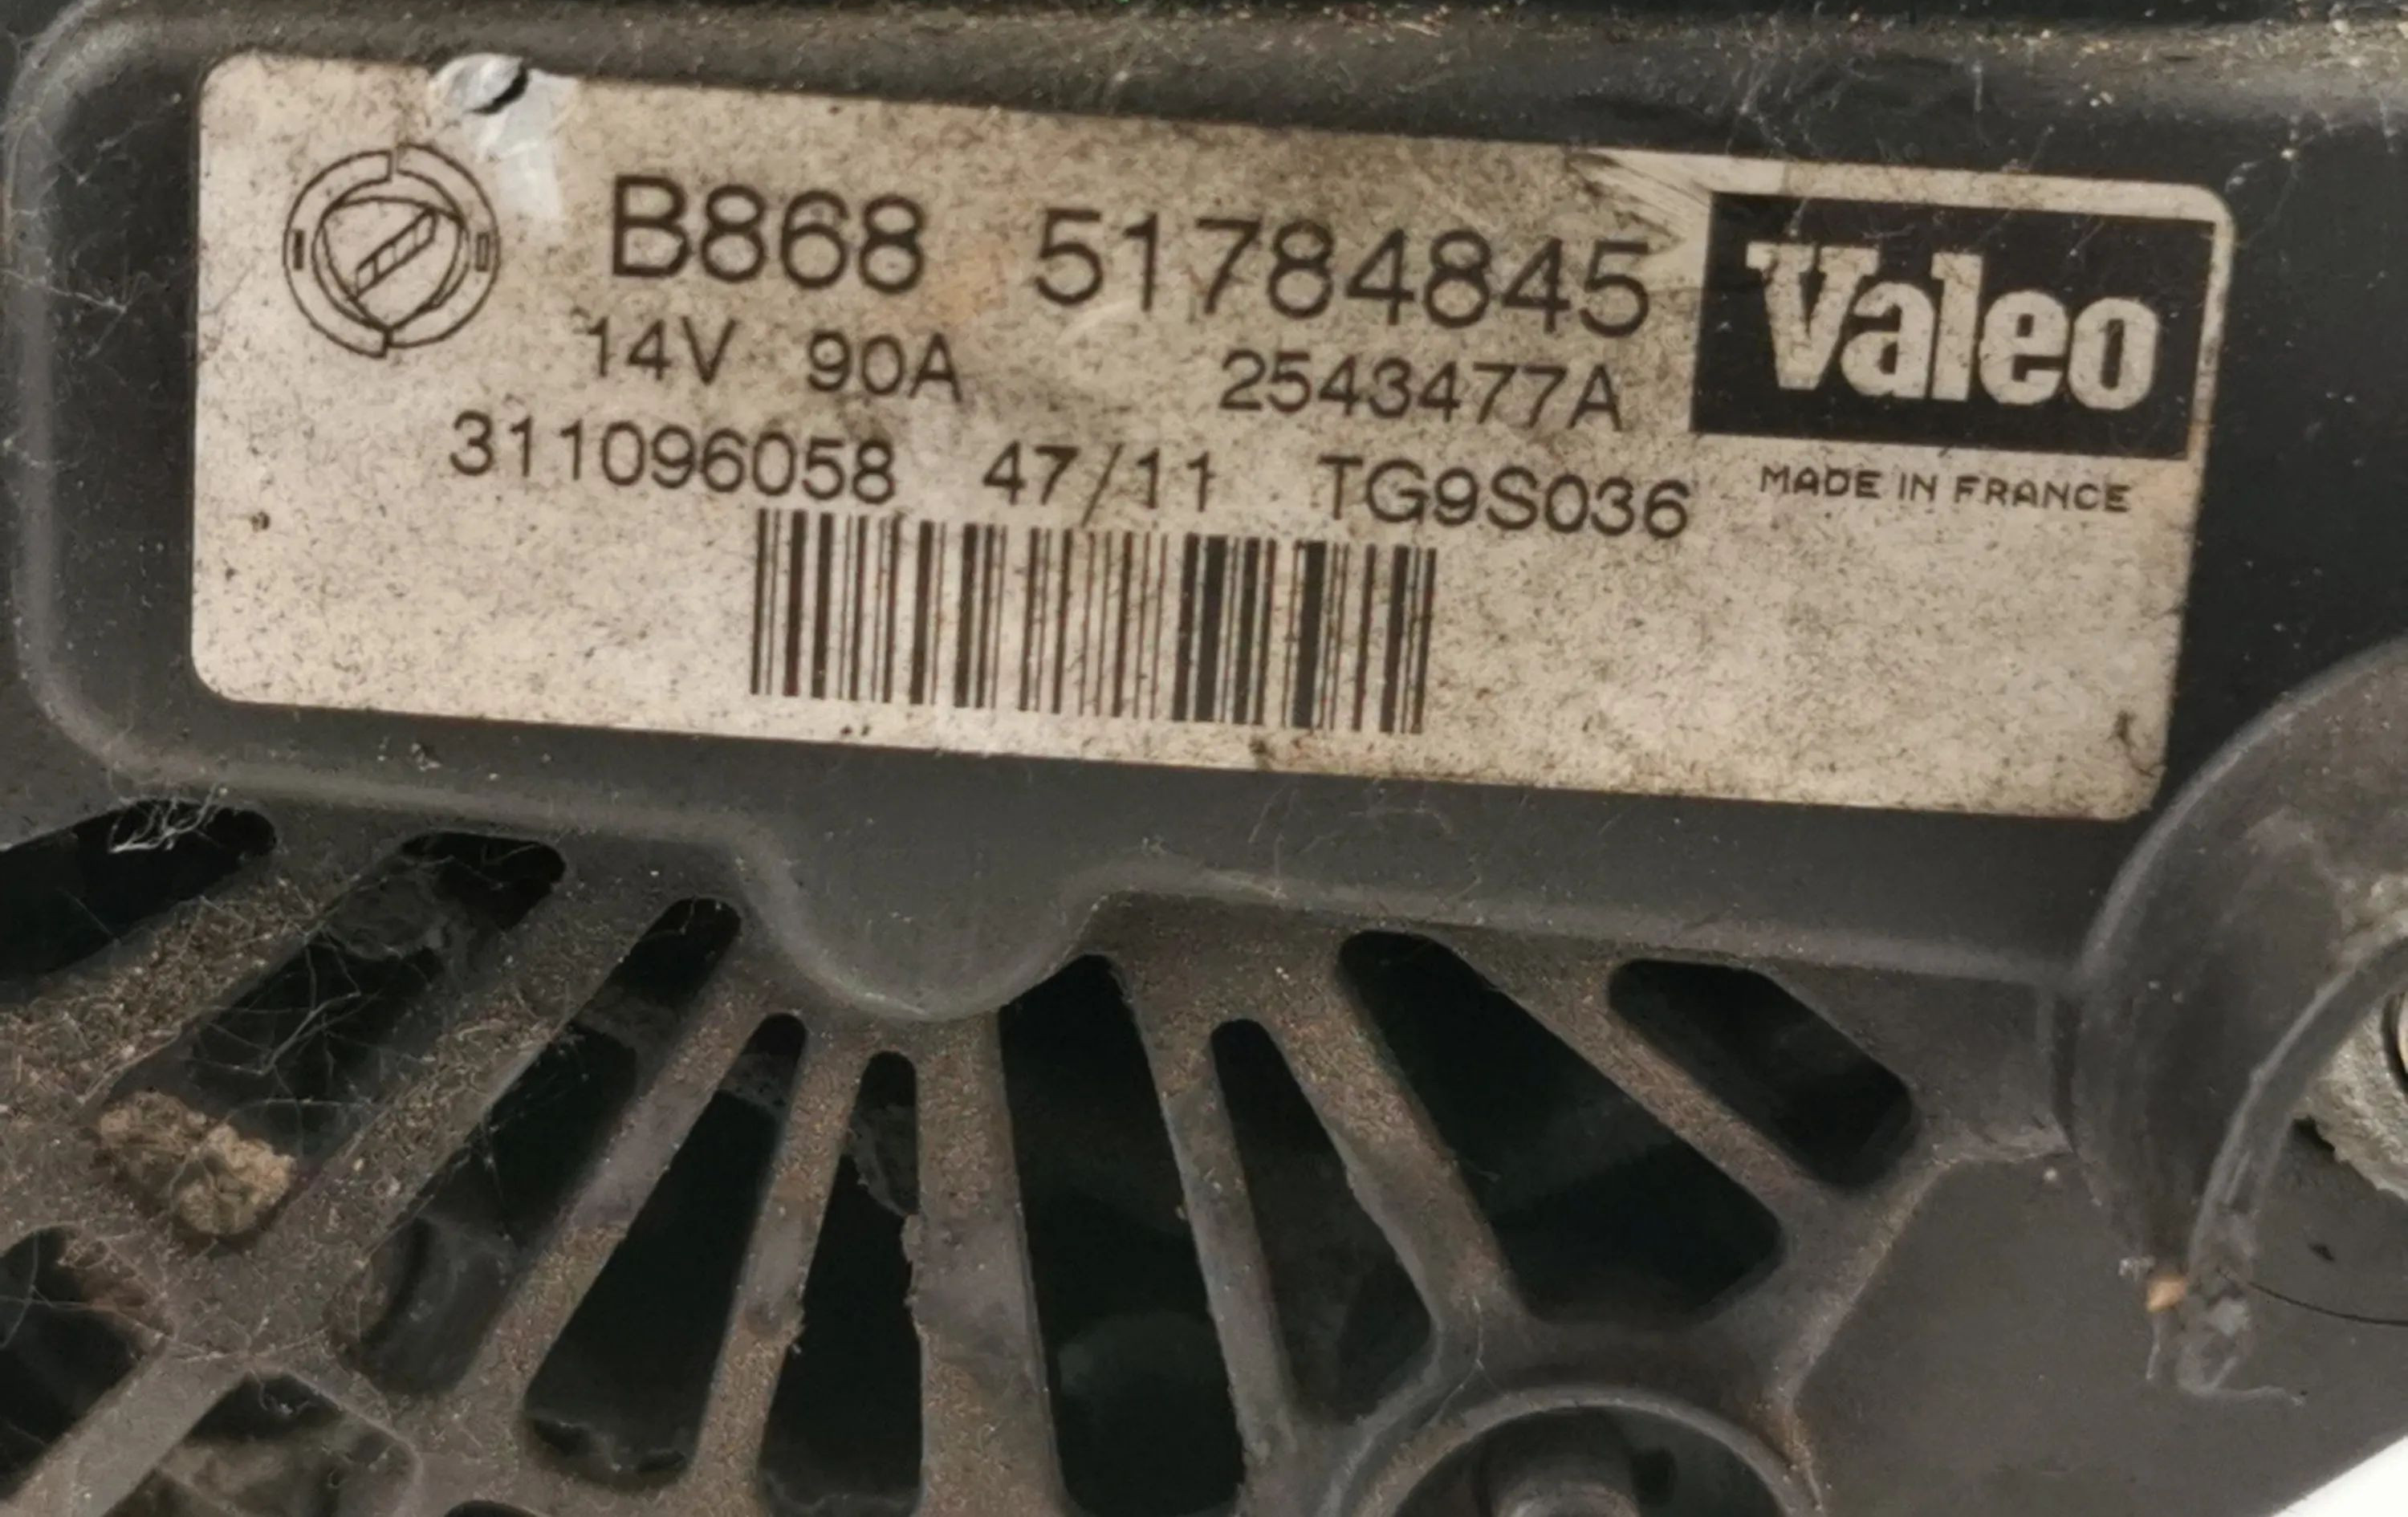 B868 51784845
14V 90A 2543477A
311096058 47/11 TG9S036
Valeo
MADE IN FRANCE